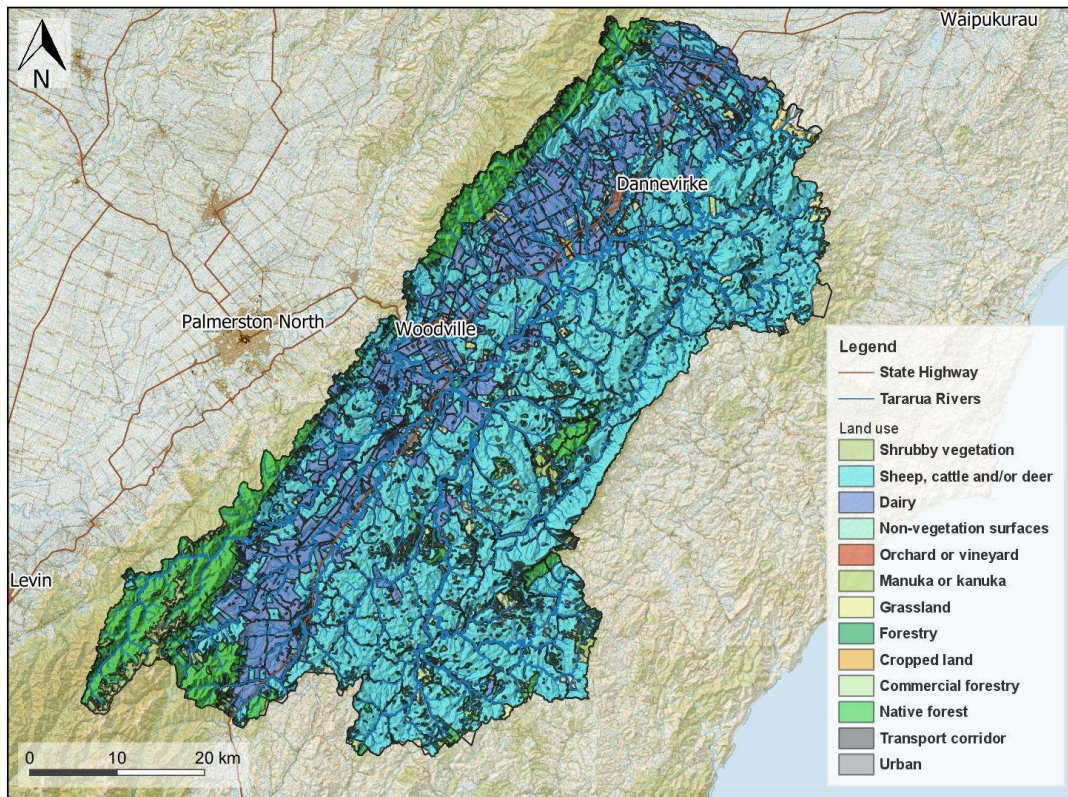 Waipukurau
N
Dannevirke
Palmerston North
Woodville
Levin
Legend
State Highway
Tararua Rivers
Land use
Shrubby vegetation
Sheep, cattle and/or deer
Dairy
Non-vegetation surfaces
Orchard or vineyard
Manuka or kanuka
Grassland
Forestry
Cropped land
Commercial forestry
Native forest
Transport corridor
Urban
0 10 20 km